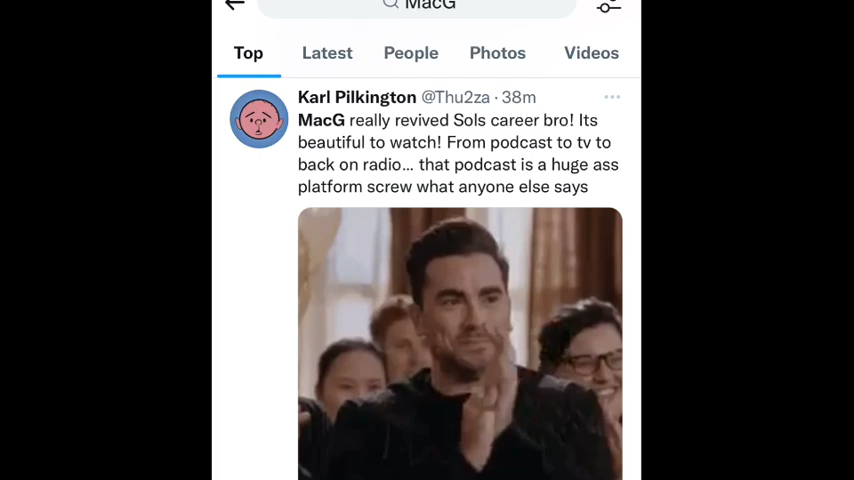 MacG
Top Latest People Photos Videos
Karl Pilkington @Thu2za · 38m
MacG really revived Sols career bro! Its
beautiful to watch! From podcast to tv to
back on radio... that podcast is a huge ass
platform screw what anyone else says